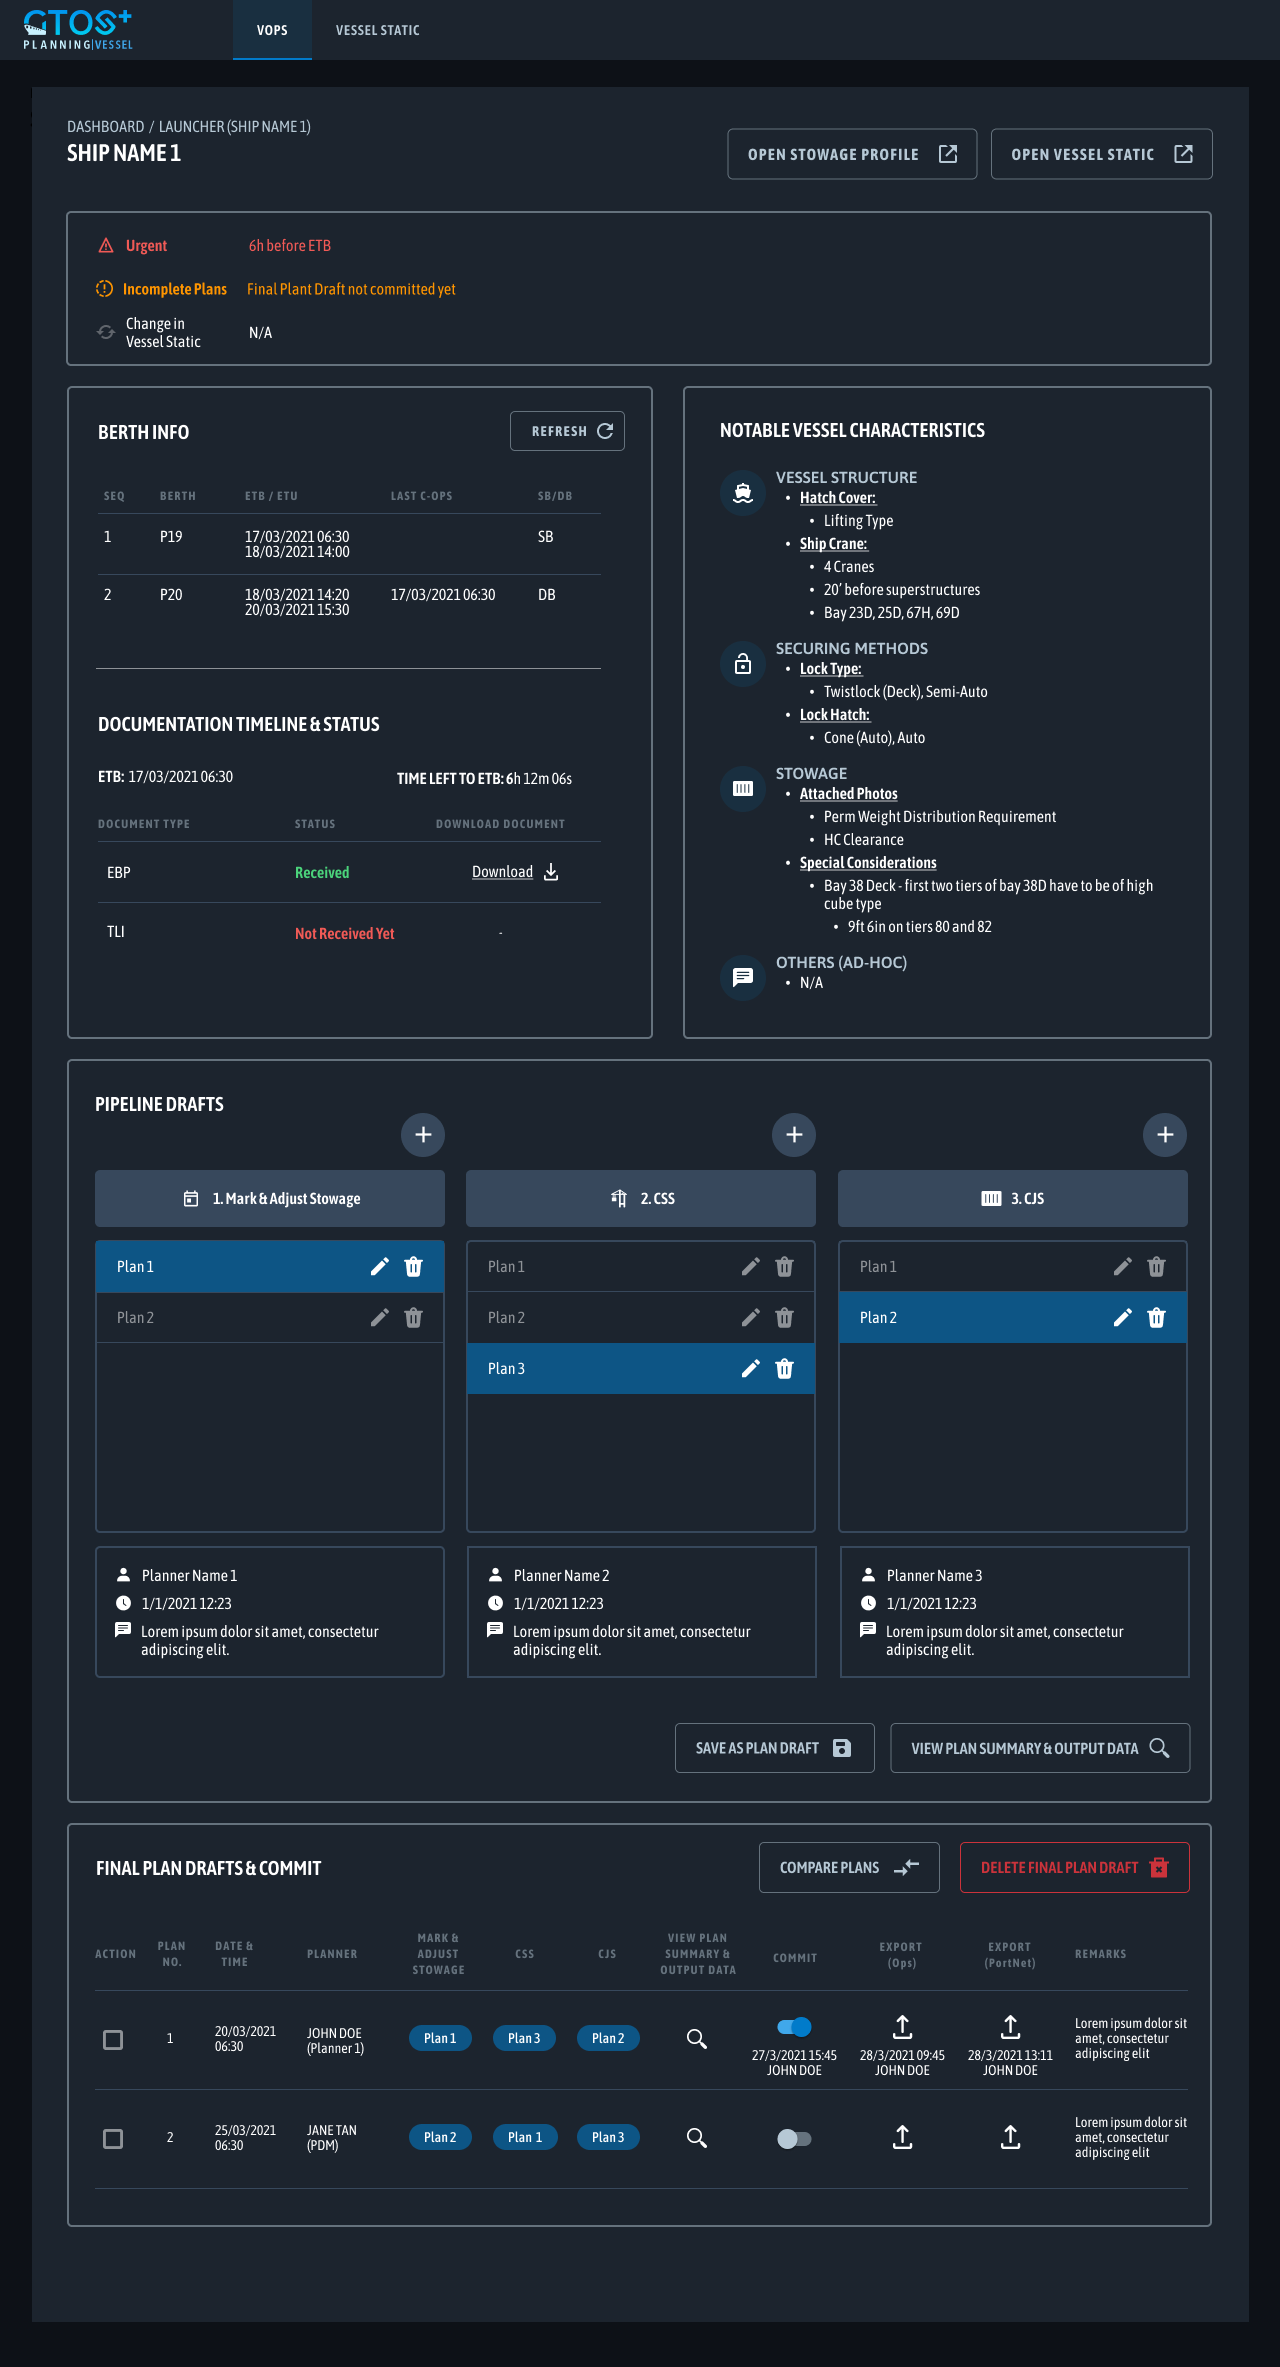 GTOS+
PLANNING|VESSEL
VOPS
VESSEL STATIC
DASHBOARD / LAUNCHER (SHIP NAME 1)
SHIP NAME 1
OPEN STOWAGE PROFILE
OPEN VESSEL STATIC
Urgent
6h before ETB
Incomplete Plans
Final Plant Draft not committed yet
Change in
Vessel Static
N/A
BERTH INFO
REFRESH
SEQ BERTH ETB / ETU LAST C-OPS SB/DB
1 P19 17/03/2021 06:30 SB
18/03/2021 14:00
2 P20 18/03/2021 14:20 17/03/2021 06:30 DB
20/03/2021 15:30
DOCUMENTATION TIMELINE & STATUS
ETB: 17/03/2021 06:30
TIME LEFT TO ETB: 6h 12m 06s
DOCUMENT TYPE STATUS DOWNLOAD DOCUMENT
EBP Received Download
TLI Not Received Yet -
NOTABLE VESSEL CHARACTERISTICS
VESSEL STRUCTURE
• Hatch Cover:
• Lifting Type
• Ship Crane:
• 4 Cranes
• 20’ before superstructures
• Bay 23D, 25D, 67H, 69D
SECURING METHODS
• Lock Type:
• Twistlock (Deck), Semi-Auto
• Lock Hatch:
• Cone (Auto), Auto
STOWAGE
• Attached Photos
• Perm Weight Distribution Requirement
• HC Clearance
• Special Considerations
• Bay 38 Deck - first two tiers of bay 38D have to be of high
cube type
• 9ft 6in on tiers 80 and 82
OTHERS (AD-HOC)
• N/A
PIPELINE DRAFTS
1. Mark & Adjust Stowage
Plan 1
Plan 2
Planner Name 1
1/1/2021 12:23
Lorem ipsum dolor sit amet, consectetur
adipiscing elit.
2. CSS
Plan 1
Plan 2
Plan 3
Planner Name 2
1/1/2021 12:23
Lorem ipsum dolor sit amet, consectetur
adipiscing elit.
3. CJS
Plan 1
Plan 2
Planner Name 3
1/1/2021 12:23
Lorem ipsum dolor sit amet, consectetur
adipiscing elit.
SAVE AS PLAN DRAFT
VIEW PLAN SUMMARY & OUTPUT DATA
FINAL PLAN DRAFTS & COMMIT
COMPARE PLANS
DELETE FINAL PLAN DRAFT
ACTION
PLAN
NO.
DATE &
TIME
PLANNER
MARK &
ADJUST
STOWAGE
CSS
CJS
VIEW PLAN
SUMMARY &
OUTPUT DATA
COMMIT
EXPORT
(Ops)
EXPORT
(PortNet)
REMARKS
1
20/03/2021
06:30
JOHN DOE
(Planner 1)
Plan 1
Plan 3
Plan 2
27/3/2021 15:45
JOHN DOE
28/3/2021 09:45
JOHN DOE
28/3/2021 13:11
JOHN DOE
Lorem ipsum dolor sit
amet, consectetur
adipiscing elit
2
25/03/2021
06:30
JANE TAN
(PDM)
Plan 2
Plan 1
Plan 3
Lorem ipsum dolor sit
amet, consectetur
adipiscing elit